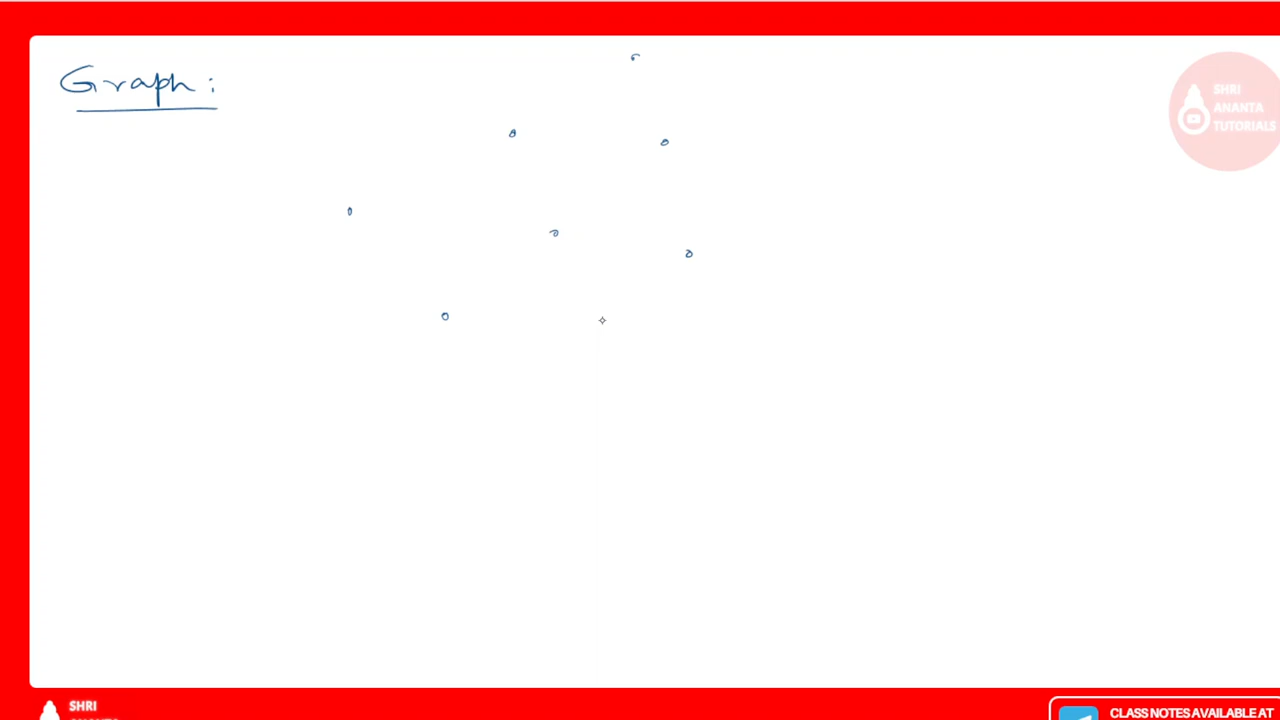 Graph:
SHRI
ANANTA
TUTORIALS
SHRI
CLASS NOTES AVAILABLE AT